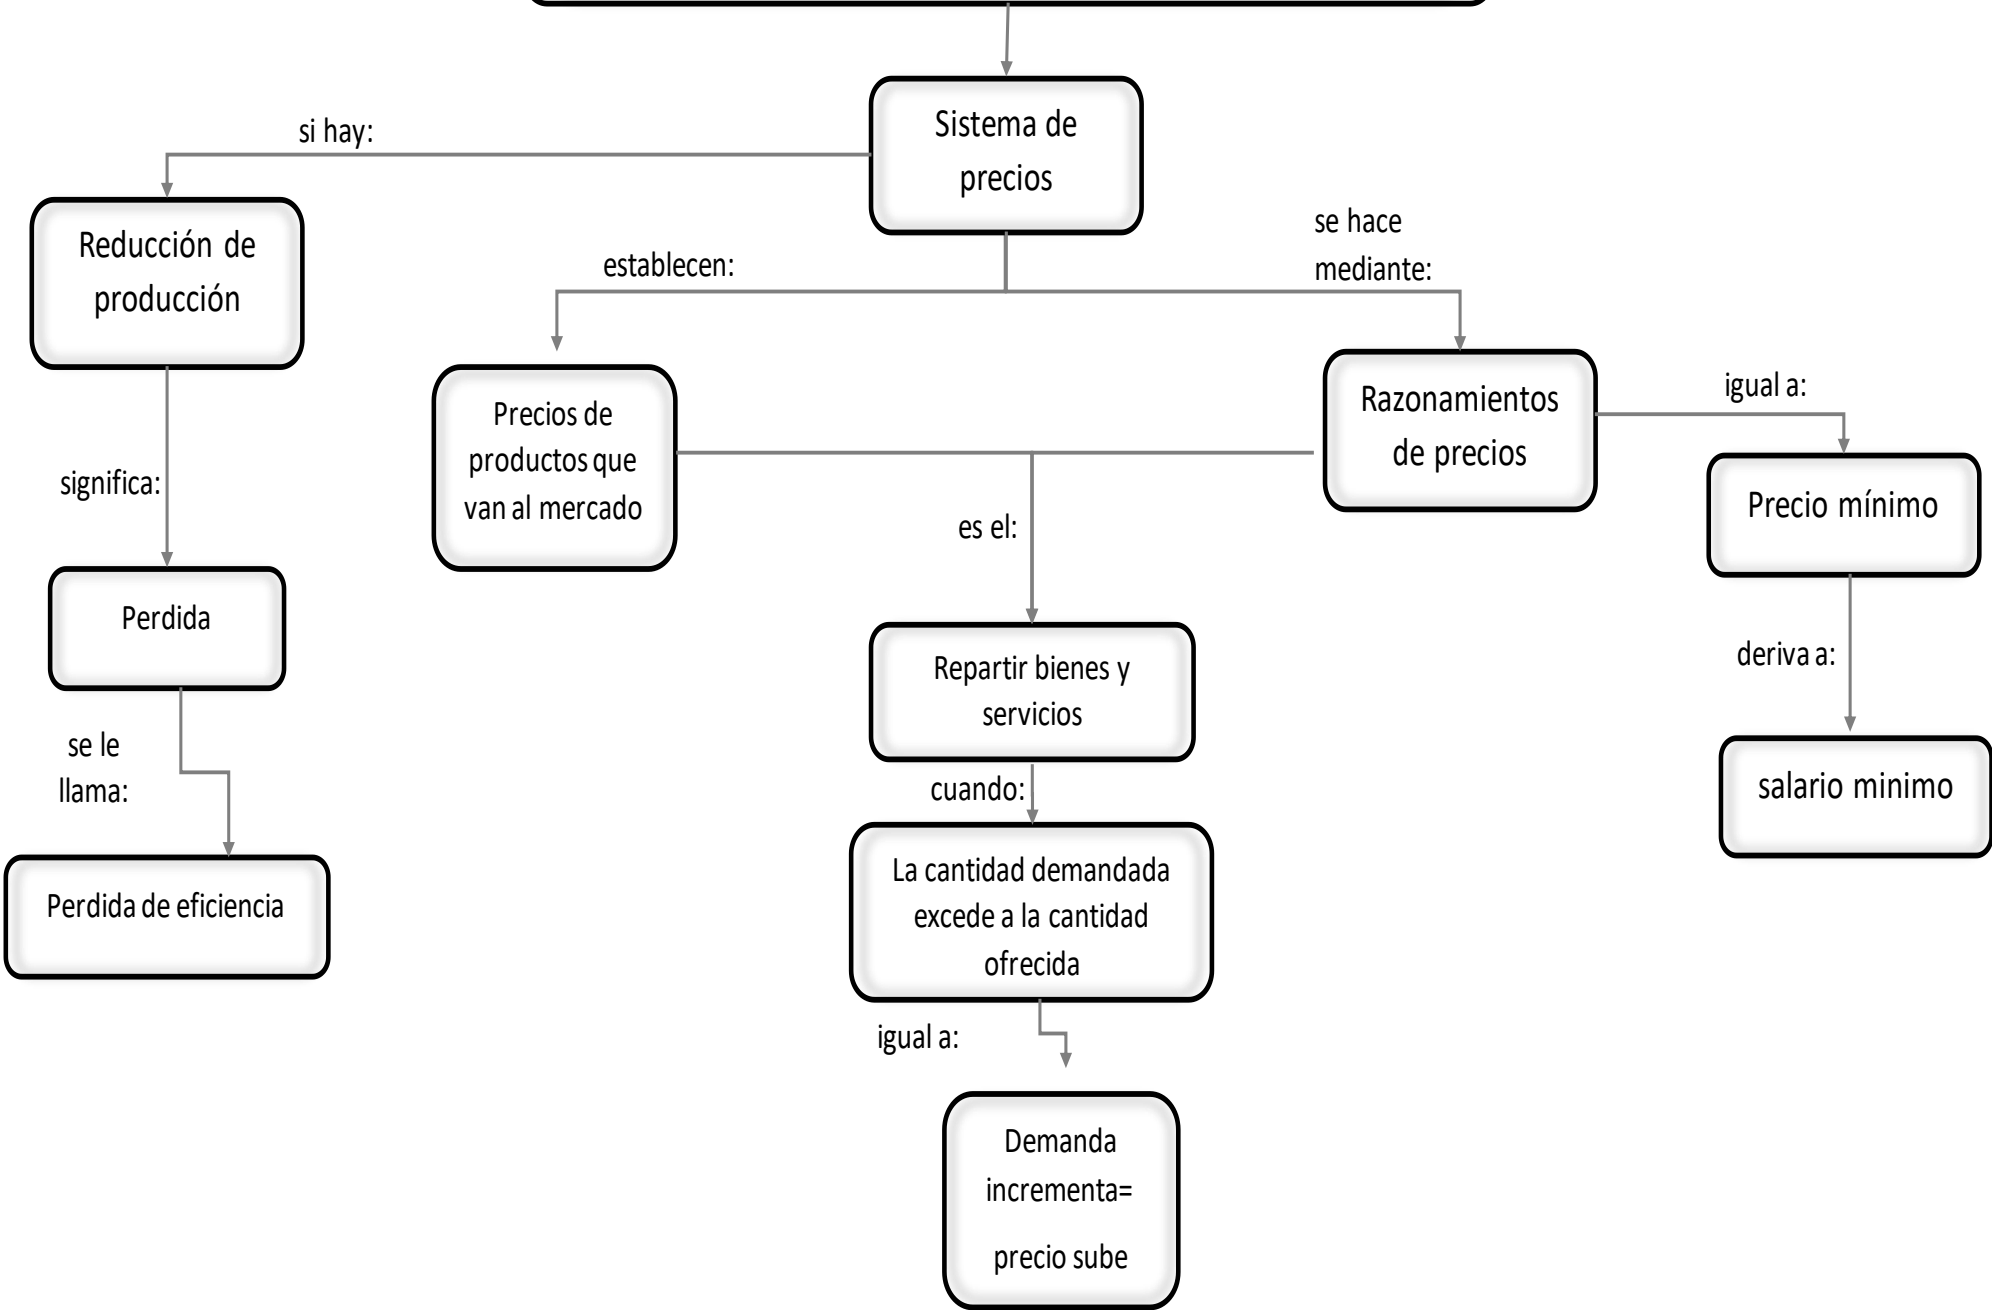 Sistema de
precios
si hay:
Reducción de
producción
significa:
Perdida
se le
llama:
Perdida de eficiencia
establecen:
Precios de
productos que
van al mercado
se hace
mediante:
Razonamientos
de precios
es el:
Repartir bienes y
servicios
cuando:
La cantidad demandada
excede a la cantidad
ofrecida
igual a:
Demanda
incrementa=
precio sube
igual a:
Precio mínimo
deriva a:
salario minimo